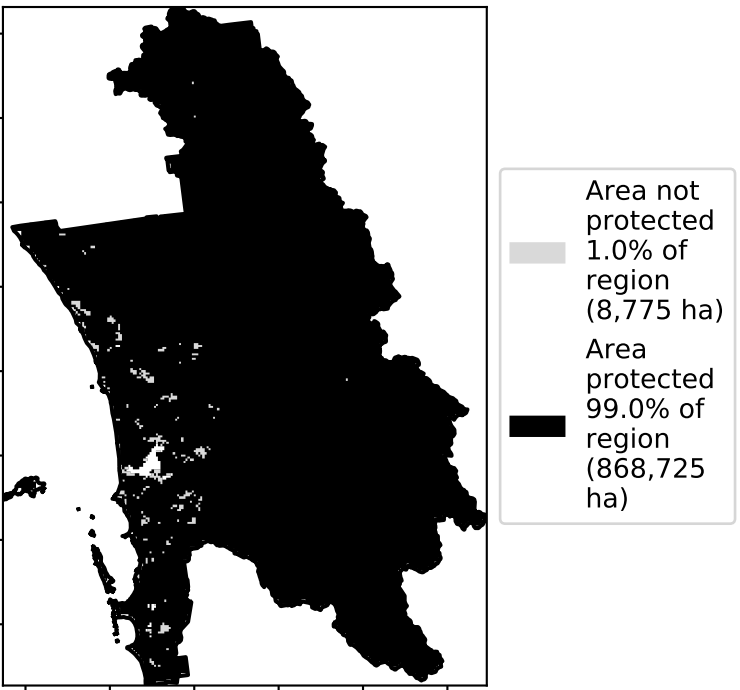 Area not
protected
1.0% of
region
(8,775 ha)
Area
protected
99.0% of
region
(868,725
ha)